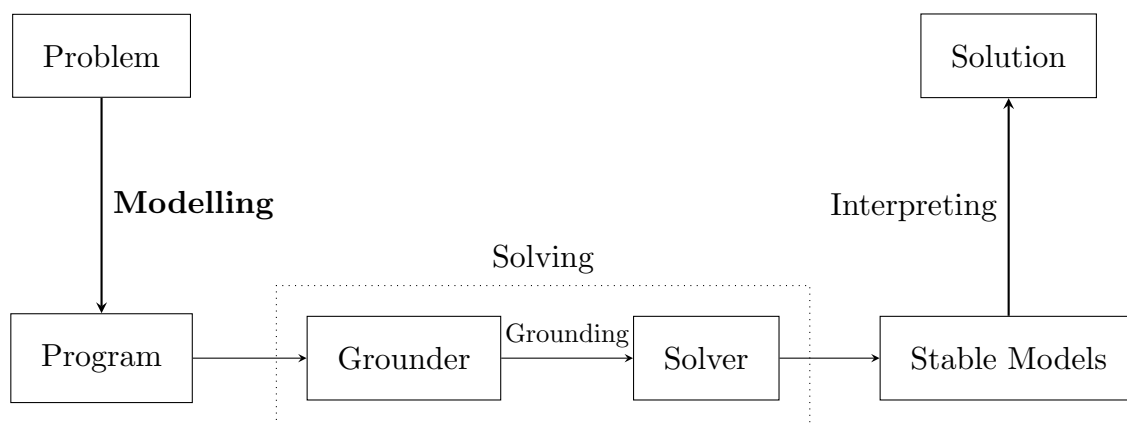 Problem
Solution
Modelling
Interpreting
Solving
Program
Grounder
Grounding
Solver
Stable Models